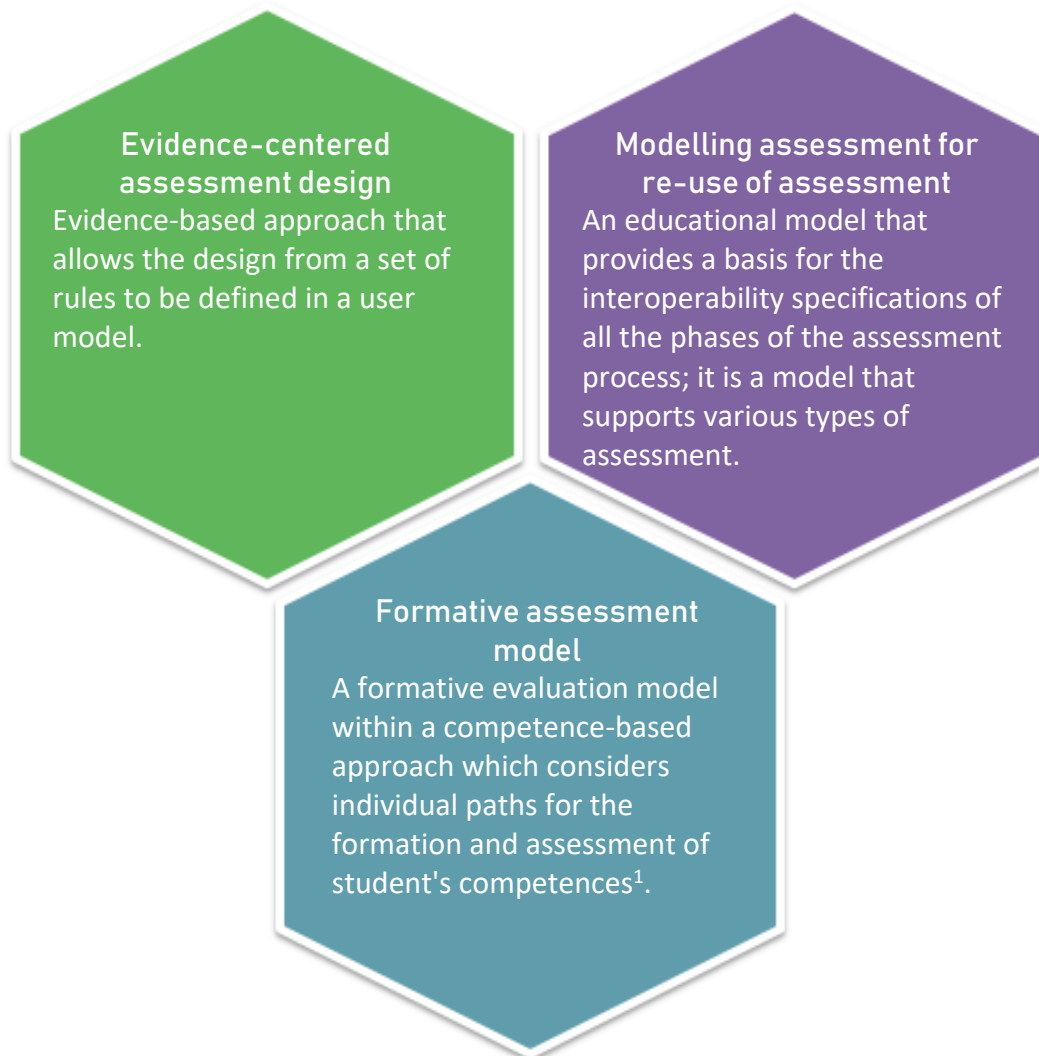 Evidence-centered
assessment design
Evidence-based approach that
allows the design from a set of
rules to be defined in a user
model.
Modelling assessment for
re-use of assessment
An educational model that
provides a basis for the
interoperability specifications of
all the phases of the assessment
process; it is a model that
supports various types of
assessment.
Formative assessment
model
A formative evaluation model
within a competence-based
approach which considers
individual paths for the
formation and assessment of
student's competences¹.